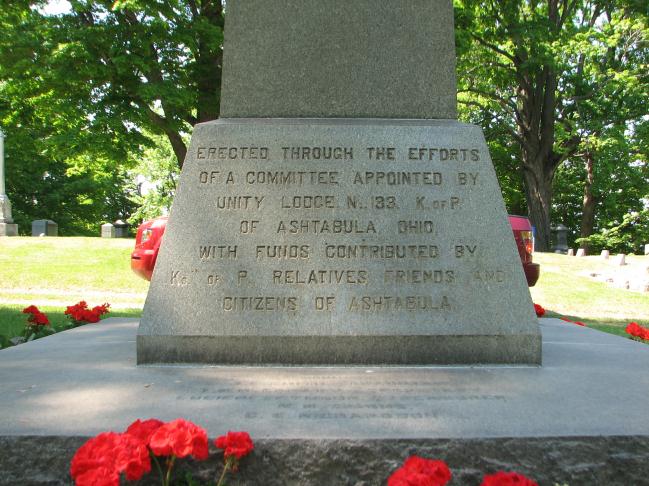 ERECTED THROUGH THE EFFORTS
OF A COMMITTEE APPOINTED BY
UNITY LODGE, No. 133, K. OF P.
OF ASHTABULA, OHIO,
WITH FUNDS CONTRIBUTED BY
Ks. OF P. RELATIVES, FRIENDS AND
CITIZENS OF ASHTABULA
C. E. RICHARDSON